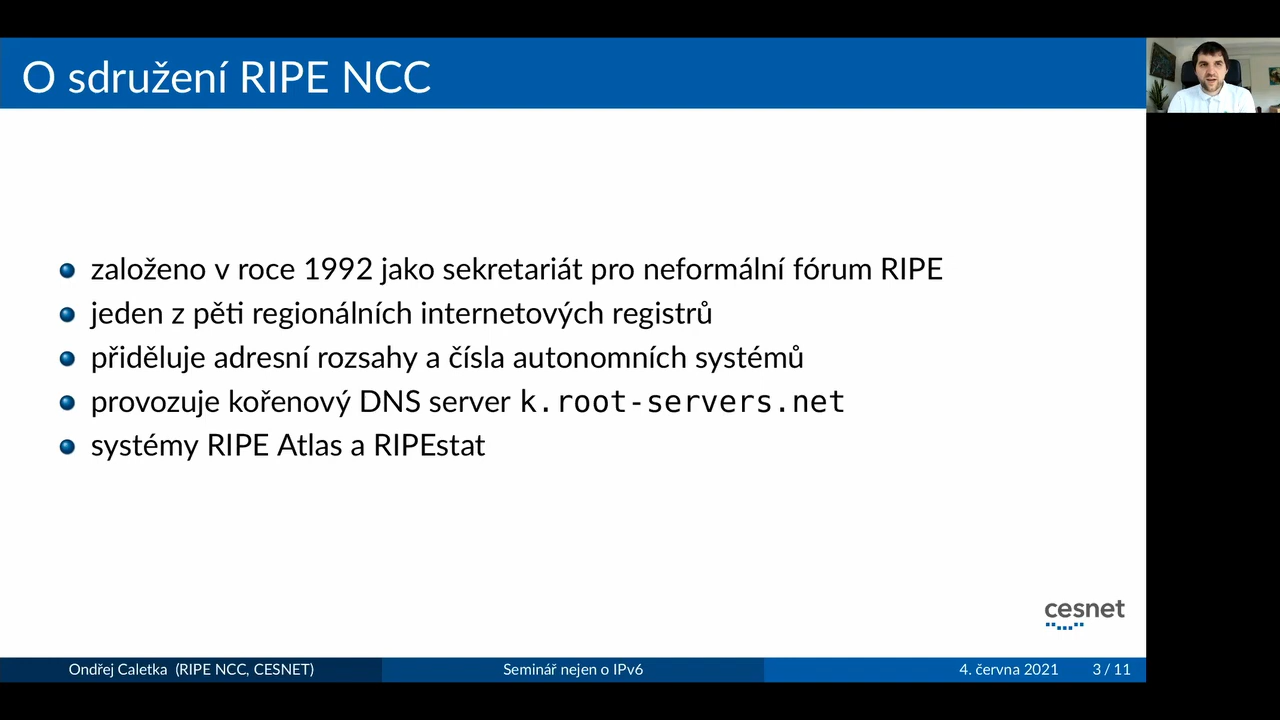 O sdružení RIPE NCC
založeno v roce 1992 jako sekretariát pro neformální fórum RIPE
jeden z pěti regionálních internetových registrů
přiděluje adresní rozsahy a čísla autonomních systémů
provozuje kořenový DNS server k.root-servers.net
systémy RIPE Atlas a RIPEstat
cesnet
Ondřej Caletka (RIPE NCC, CESNET) Seminář nejen o IPv6 4. června 2021 3 / 11